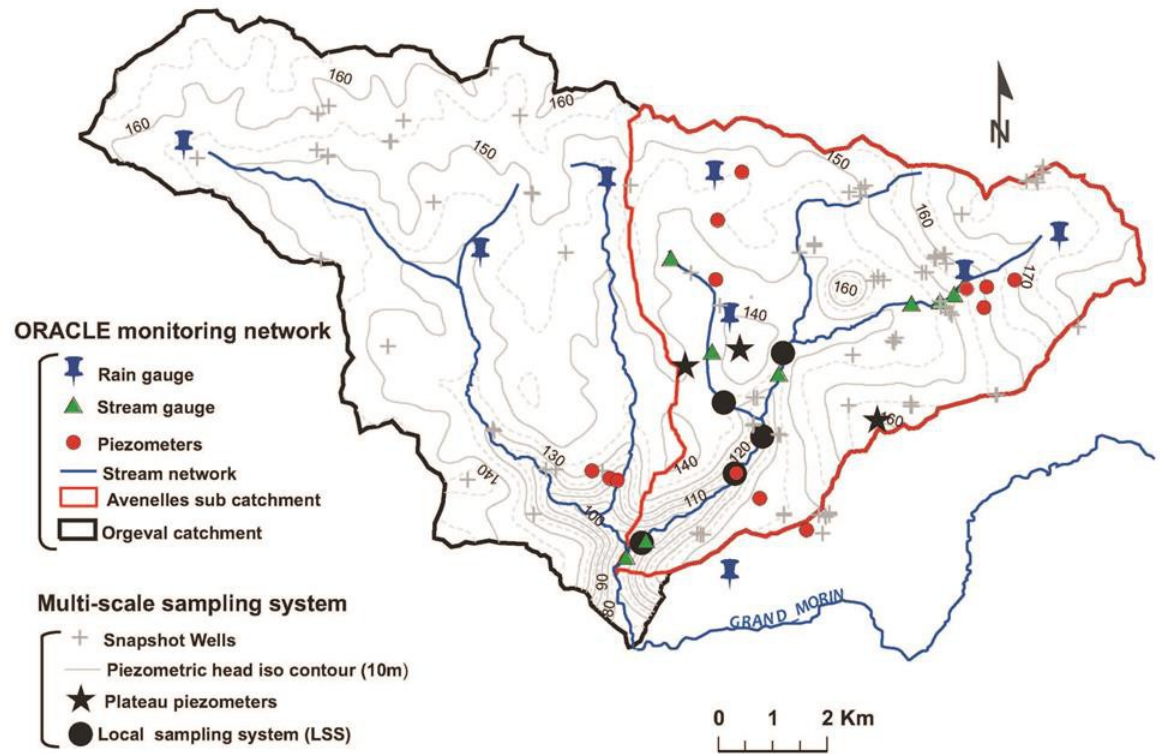 160
160
160
150
150
N
160
160
170
140
ORACLE monitoring network
Rain gauge
Stream gauge
Piezometers
Stream network
Avenelles sub catchment
Orgeval catchment
160
130
140
140
120
110
100
90
80
GRAND MORIN
Multi-scale sampling system
Snapshot Wells
Piezometric head iso contour (10m)
Plateau piezometers
Local sampling system (LSS)
0 1 2 Km